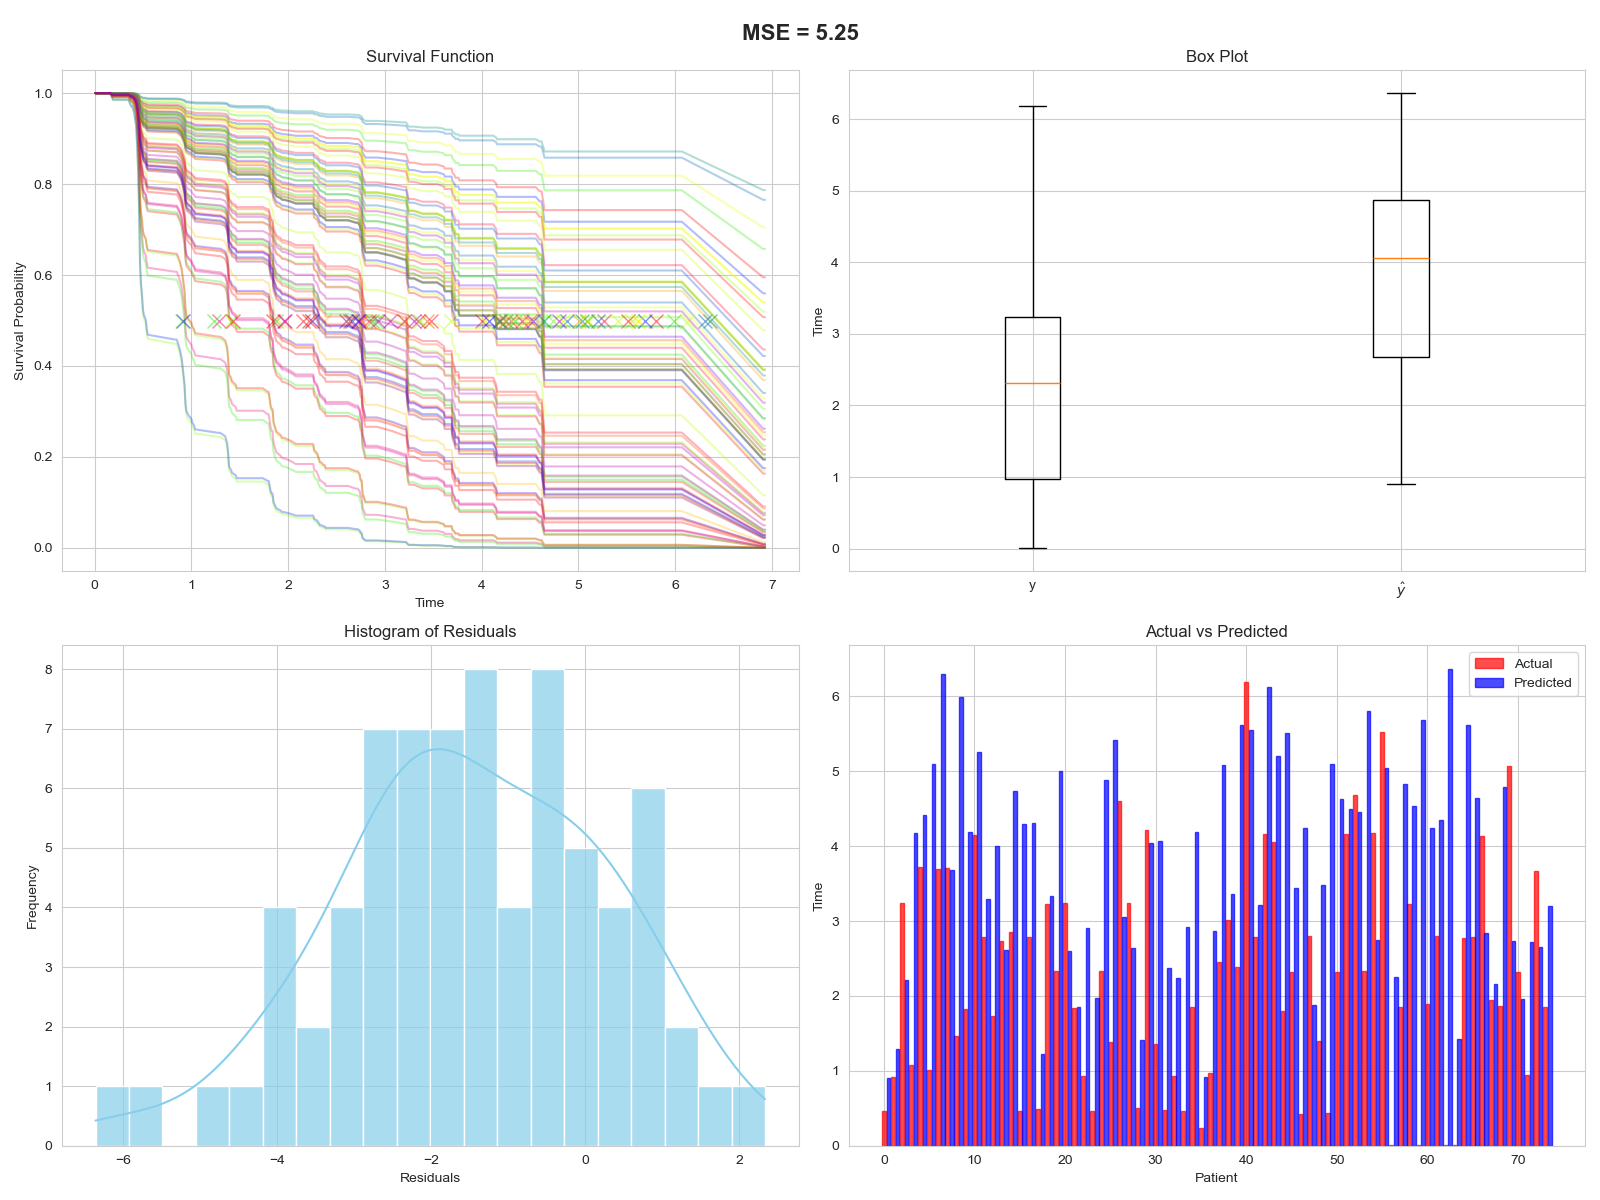 MSE = 5.25
Survival Function
Survival Probability
1.0
0.8
0.6
0.4
0.2
0.0
0 1 2 3 4 5 6 7
Time
Box Plot
Time
6
5
4
3
2
1
0
y ŷ
Histogram of Residuals
Frequency
8
7
6
5
4
3
2
1
0
−6 −4 −2 0 2
Residuals
Actual vs Predicted
Actual
Predicted
Time
6
5
4
3
2
1
0
0 10 20 30 40 50 60 70
Patient